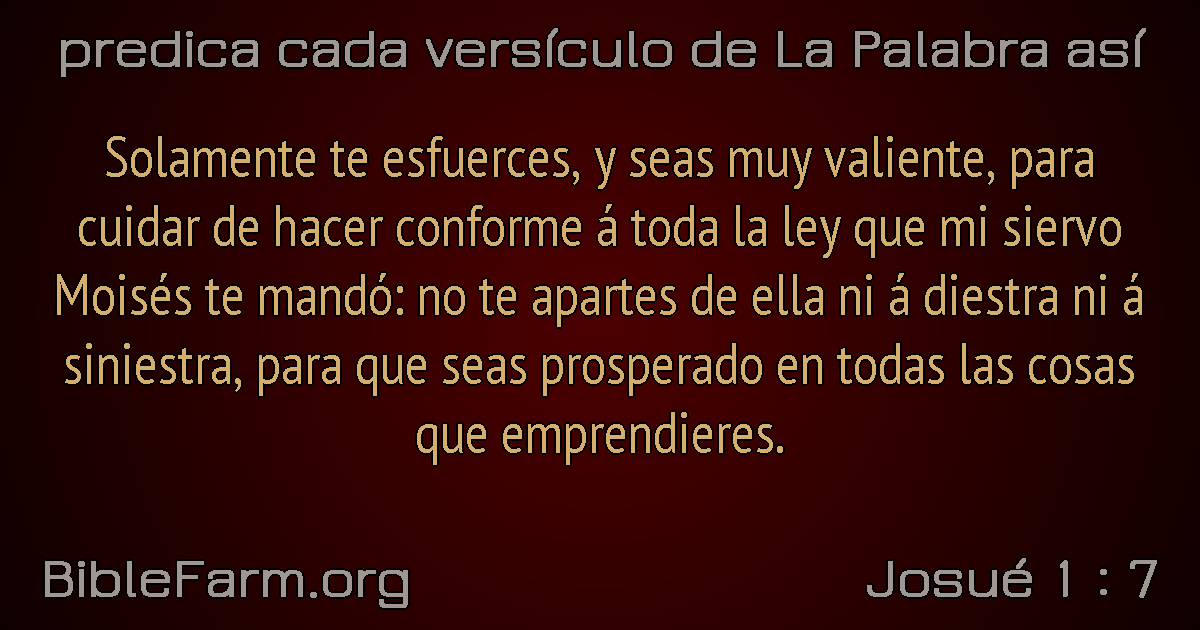 predica cada versículo de La Palabra así
Solamente te esfuerces, y seas muy valiente, para
cuidar de hacer conforme á toda la ley que mi siervo
Moisés te mandó: no te apartes de ella ni á diestra ni á
siniestra, para que seas prosperado en todas las cosas
que emprendieres.
BibleFarm.org
Josué 1 : 7